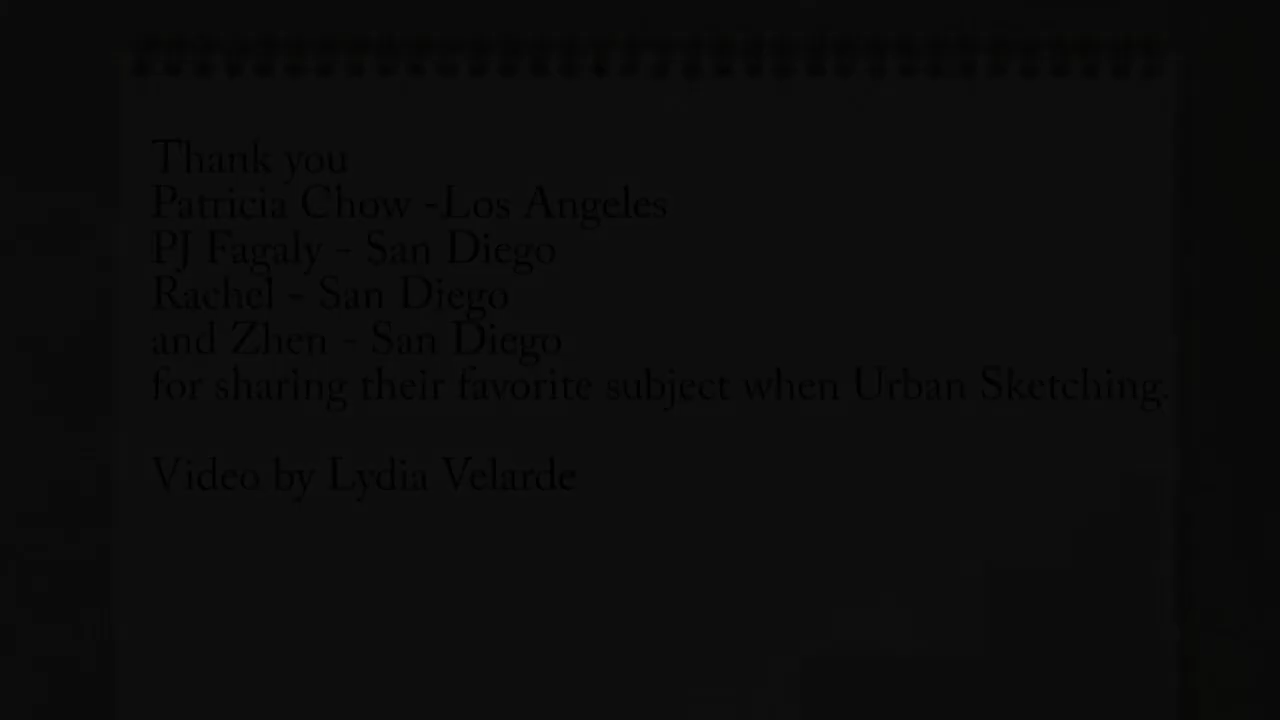 Thank you
Patricia Chow -Los Angeles
PJ Fagaly - San Diego
Rachel - San Diego
and Zhen - San Diego
for sharing their favorite subject when Urban Sketching.
Video by Lydia Velarde